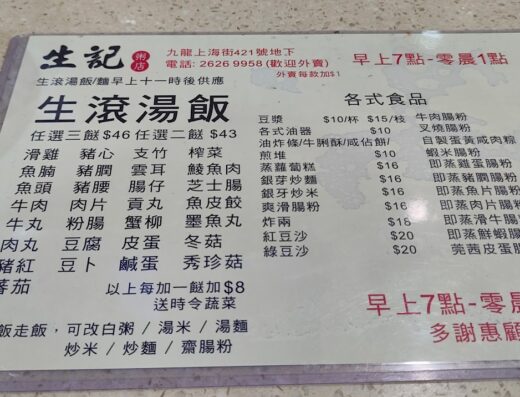 生記 粥店
九龍上海街421號地下
電話: 2626 9958 (歡迎外賣)
外賣每款加$1
早上7點-零晨1點
生滾湯飯/麵早上十一時後供應
生滾湯飯
任選三餸$46 任選二餸$43
滑雞 豬心 支竹 榨菜
魚腩 豬膶 雲耳 鯪魚肉
魚頭 豬腰 腸仔 芝士腸
牛肉 肉片 貢丸 魚皮餃
牛丸 粉腸 蟹柳 墨魚丸
肉丸 豆腐 皮蛋 冬菇
豬紅 豆卜 鹹蛋 秀珍菇
蕃茄 以上每加一餸加$8
送時令蔬菜
飯走飯，可改白粥 / 湯米 / 湯麵
炒米 / 炒麵 / 齋腸粉
各式食品
豆漿 $10/杯 $15/枝
各式油器 $10
油炸條/牛脷酥/咸佔餅/
煎堆 $10
蒸蘿蔔糕 $16
銀芽炒麵 $16
銀牙炒米 $16
爽滑腸粉 $16
炸兩 $18
紅豆沙 $20
綠豆沙 $20
牛肉腸粉
叉燒腸粉
自製蛋黃咸肉粽
蝦米腸粉
即蒸雞蛋腸粉
即蒸豬膶腸粉
即蒸肉片腸粉
即蒸魚片腸粉
即蒸滑牛腸
即蒸鮮蝦腸
莞茜皮蛋腸
早上7點-零晨
多謝惠顧